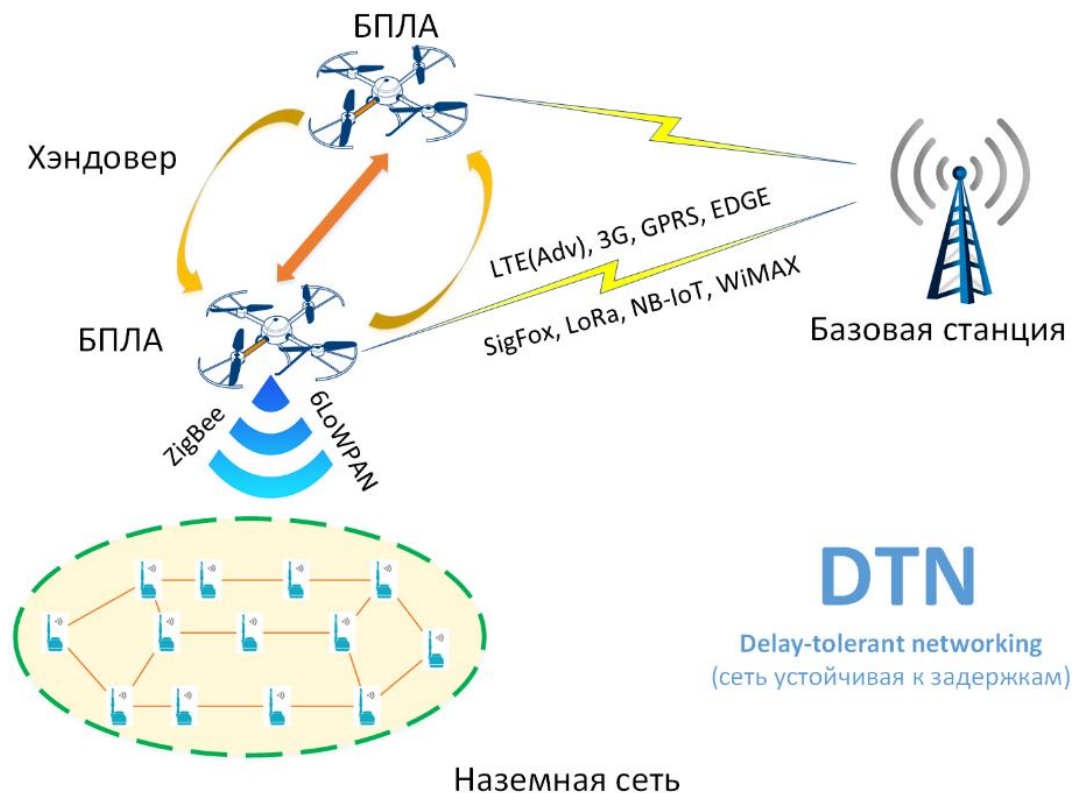 БПЛА
Хэндовер
LTE(Adv), 3G, GPRS, EDGE
SigFox, LoRa, NB-IoT, WiMAX
БПЛА
Базовая станция
ZigBee
6LoWPAN
DTN
Delay-tolerant networking
(сеть устойчивая к задержкам)
Наземная сеть